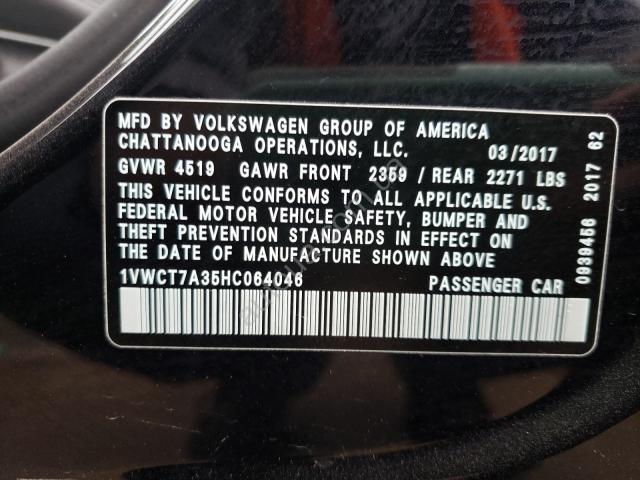 MFD BY VOLKSWAGEN GROUP OF AMERICA
CHATTANOOGA OPERATIONS, LLC. 03/2017
GVWR 4519 GAWR FRONT 2359 / REAR 2271 LBS
THIS VEHICLE CONFORMS TO ALL APPLICABLE U.S.
FEDERAL MOTOR VEHICLE SAFETY, BUMPER AND
THEFT PREVENTION STANDARDS IN EFFECT ON
THE DATE OF MANUFACTURE SHOWN ABOVE
1VWCT7A35HC064046 PASSENGER CAR
0939456 2017 62